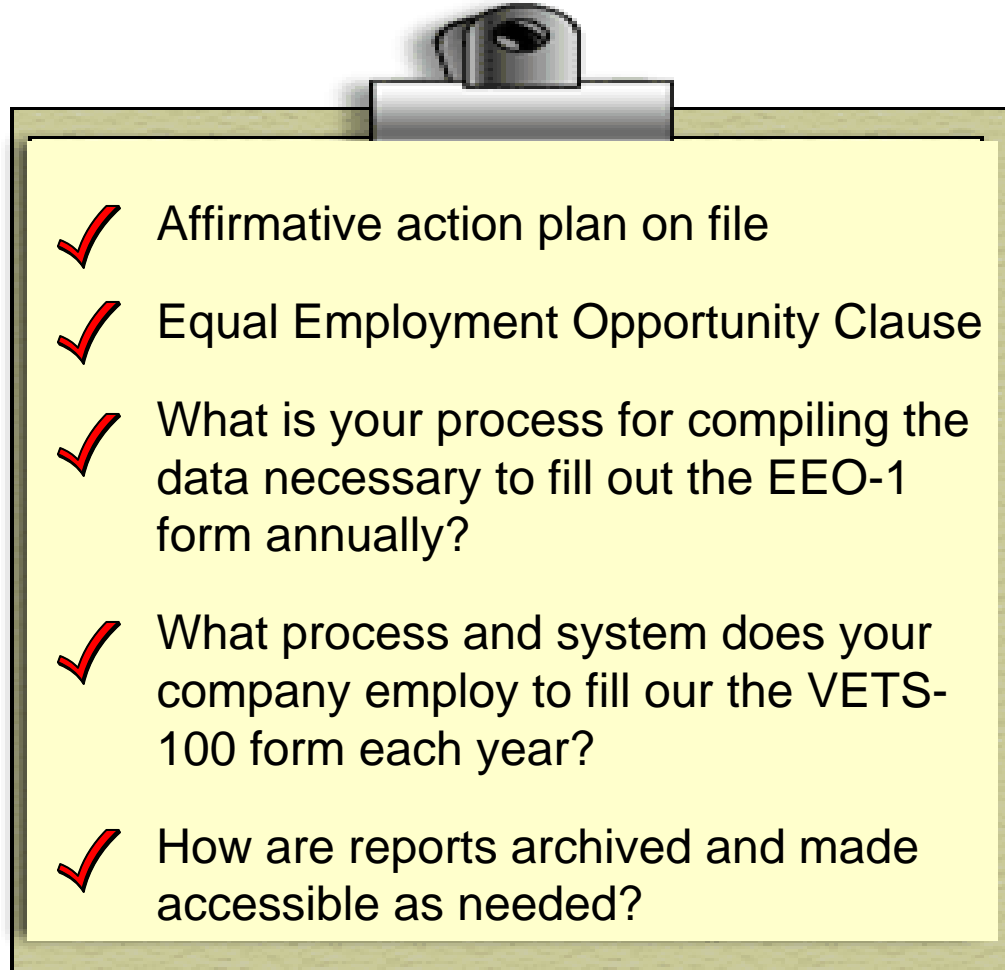 Affirmative action plan on file
Equal Employment Opportunity Clause
What is your process for compiling the
data necessary to fill out the EEO-1
form annually?
What process and system does your
company employ to fill our the VETS-
100 form each year?
How are reports archived and made
accessible as needed?